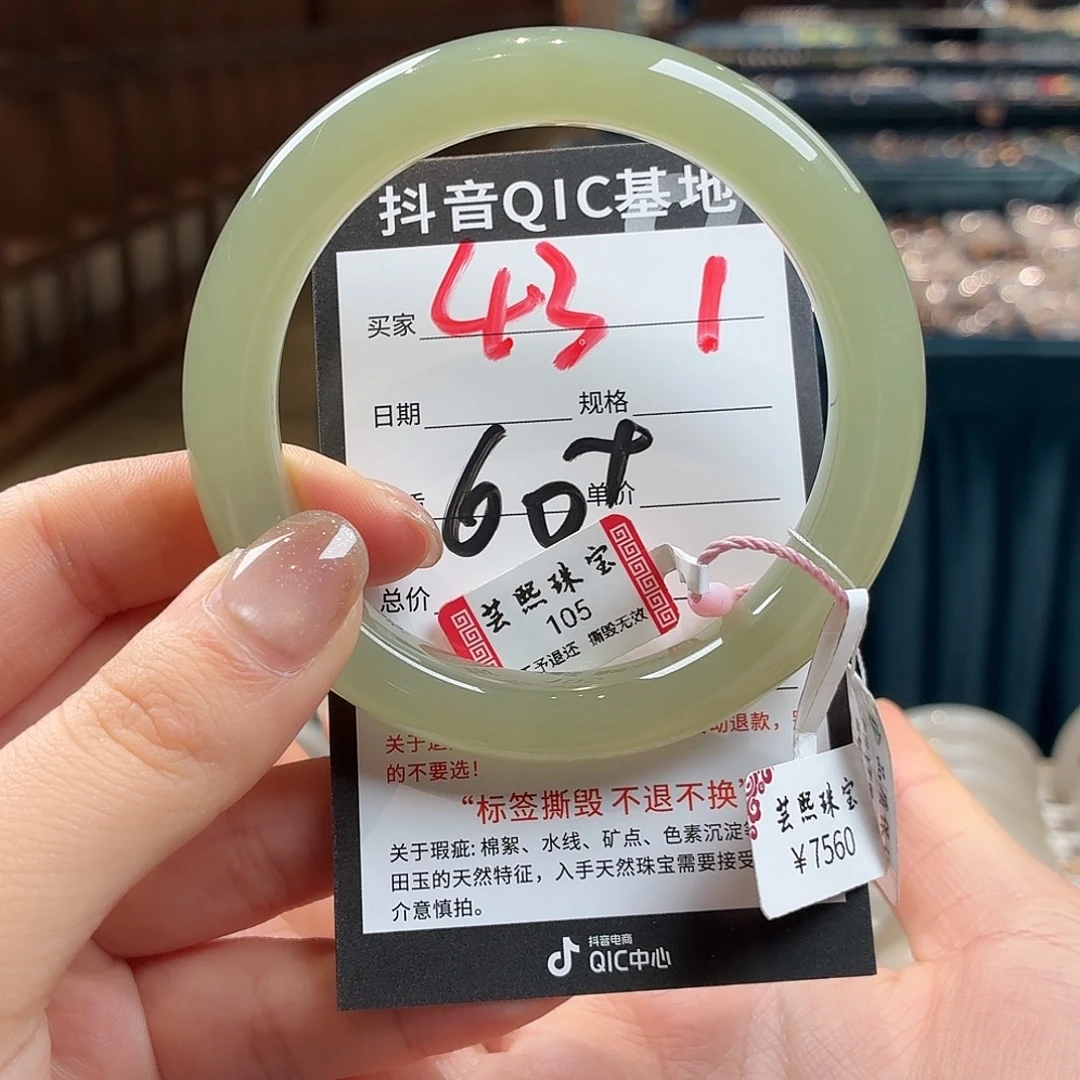 抖音QIC基地
买家 43 1
日期 规格
60+
单价
总价
芸熙珠宝
105
予退还 撕毁无效
动退款，
的不要选！
“标签撕毁 不退不换”
关于瑕疵: 棉絮、水线、矿点、色素沉淀
田玉的天然特征，入手天然珠宝需要接受
介意慎拍。
芸熙珠宝
￥7560
抖音电商
QIC中心